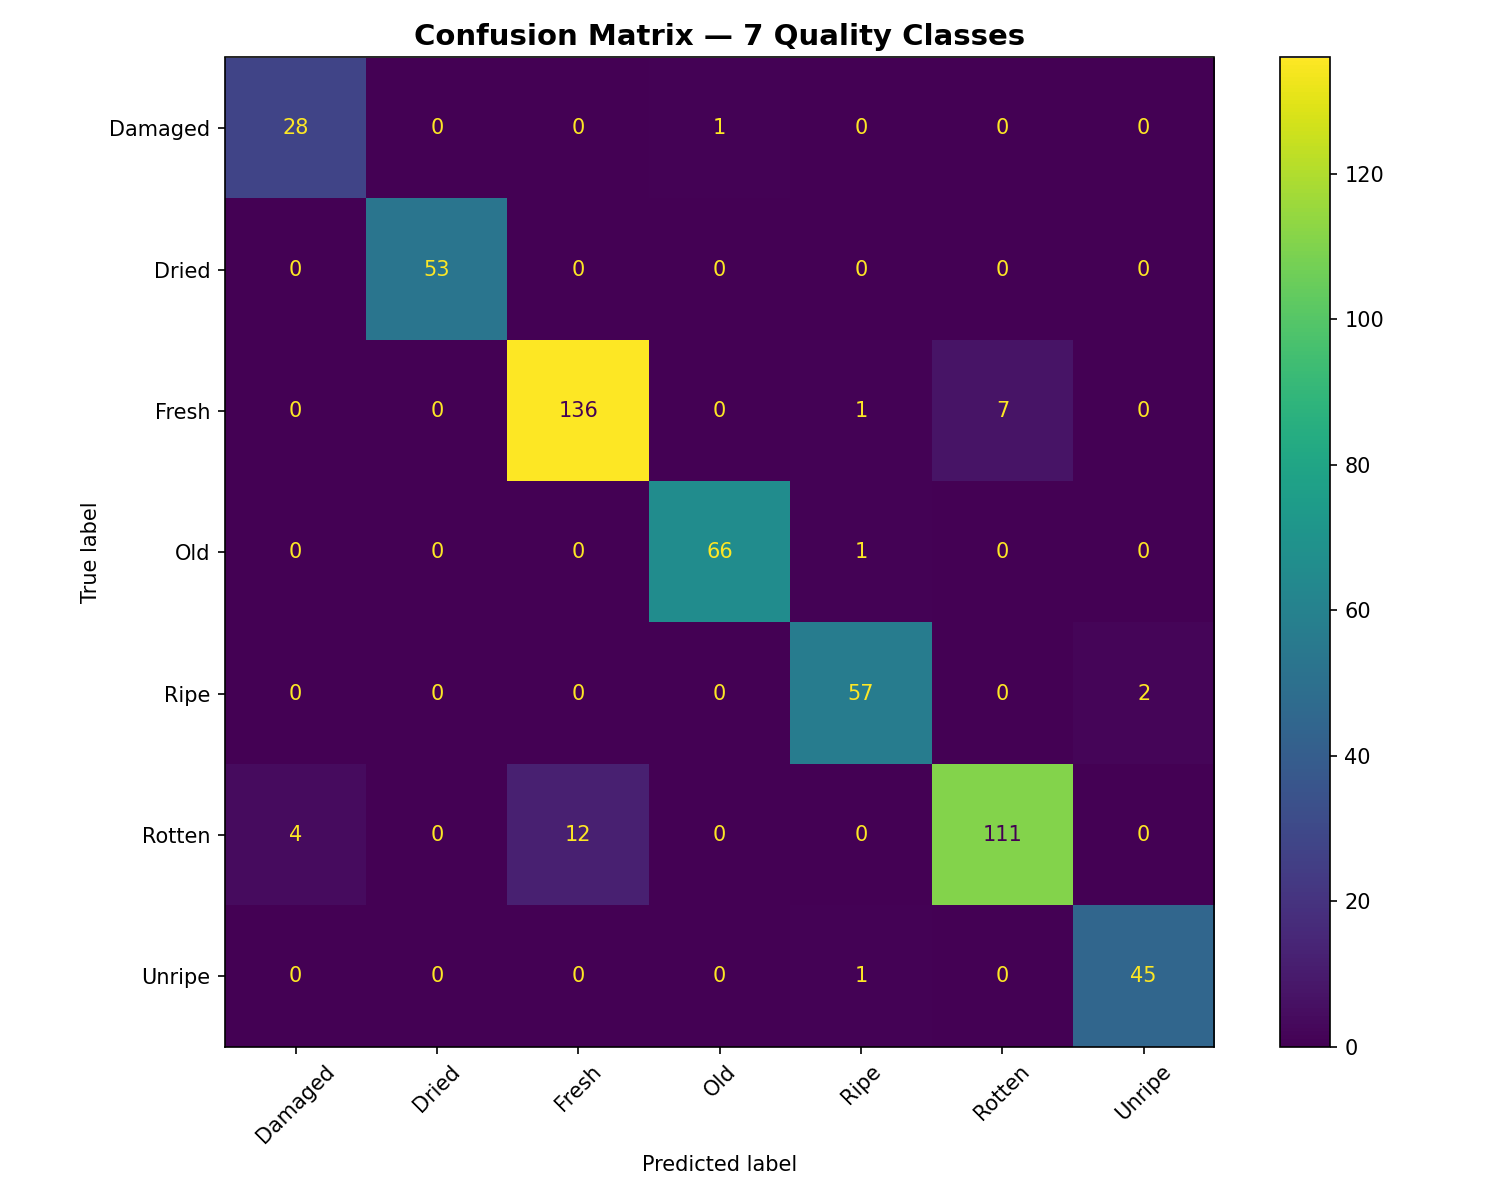 Confusion Matrix — 7 Quality Classes
Damaged 28 0 0 1 0 0 0
Dried 0 53 0 0 0 0 0
Fresh 0 0 136 0 1 7 0
Old 0 0 0 66 1 0 0
Ripe 0 0 0 0 57 0 2
Rotten 4 0 12 0 0 111 0
Unripe 0 0 0 0 1 0 45
True label
Damaged Dried Fresh Old Ripe Rotten Unripe
Predicted label
120
100
80
60
40
20
0